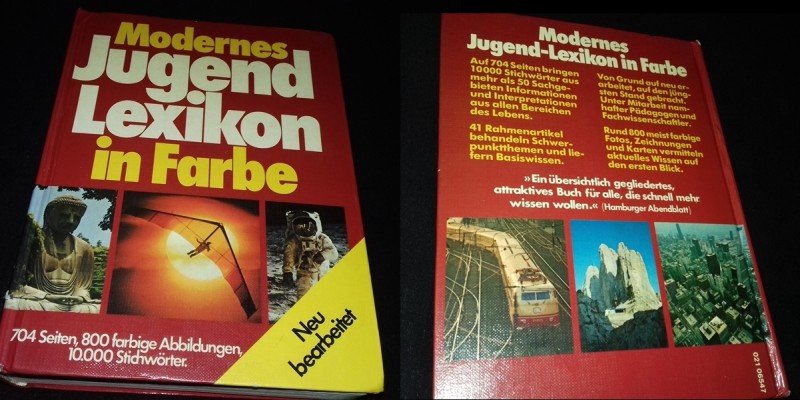 Modernes
Jugend
Lexikon
in Farbe
Neu
bearbeitet
704 Seiten, 800 farbige Abbildungen,
10.000 Stichwörter.
Modernes
Jugend-Lexikon in Farbe
Auf 704 Seiten bringen
10000 Stichwörter aus
mehr als 50 Sachge-
bieten Informationen
und Interpretationen
aus allen Bereichen
des Lebens.
41 Rahmenartikel
behandeln Schwer-
punktthemen und lie-
fern Basiswissen.
Von Grund auf neu er-
arbeitet, auf den jüng-
sten Stand gebracht.
Unter Mitarbeit nam-
hafter Pädagogen und
Fachwissenschaftler.
Rund 800 meist farbige
Fotos, Zeichnungen
und Karten vermitteln
aktuelles Wissen auf
den ersten Blick.
»Ein übersichtlich gegliedertes,
attraktives Buch für alle, die schnell mehr
wissen wollen.« (Hamburger Abendblatt)
021 06547